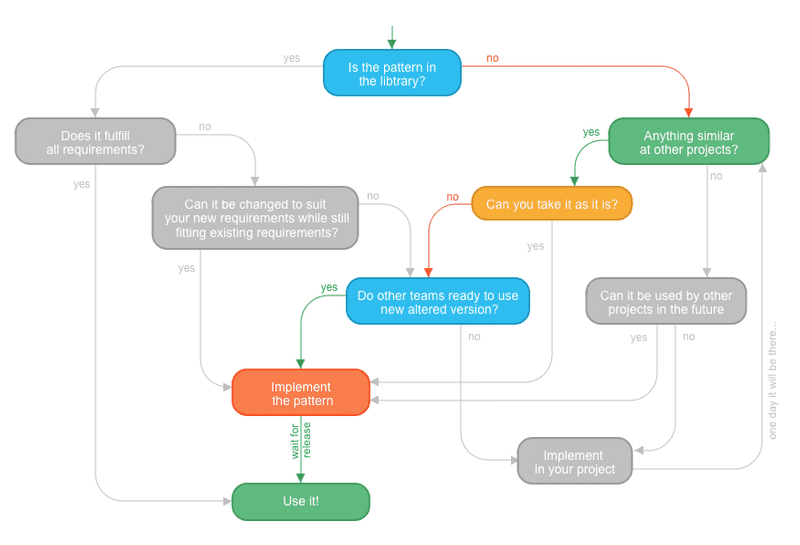 yes
no
Is the pattern in
the librtary?
Does it fulfill
all requirements?
no
yes
Anything similar
at other projects?
yes
no
Can it be changed to suit
your new requirements while still
fitting existing requirements?
no
yes
Can you take it as it is?
no
yes
Do other teams ready to use
new altered version?
yes
no
Can it be used by other
projects in the future
yes
no
one day it will be there...
Implement
the pattern
wait for
release
Implement
in your project
Use it!